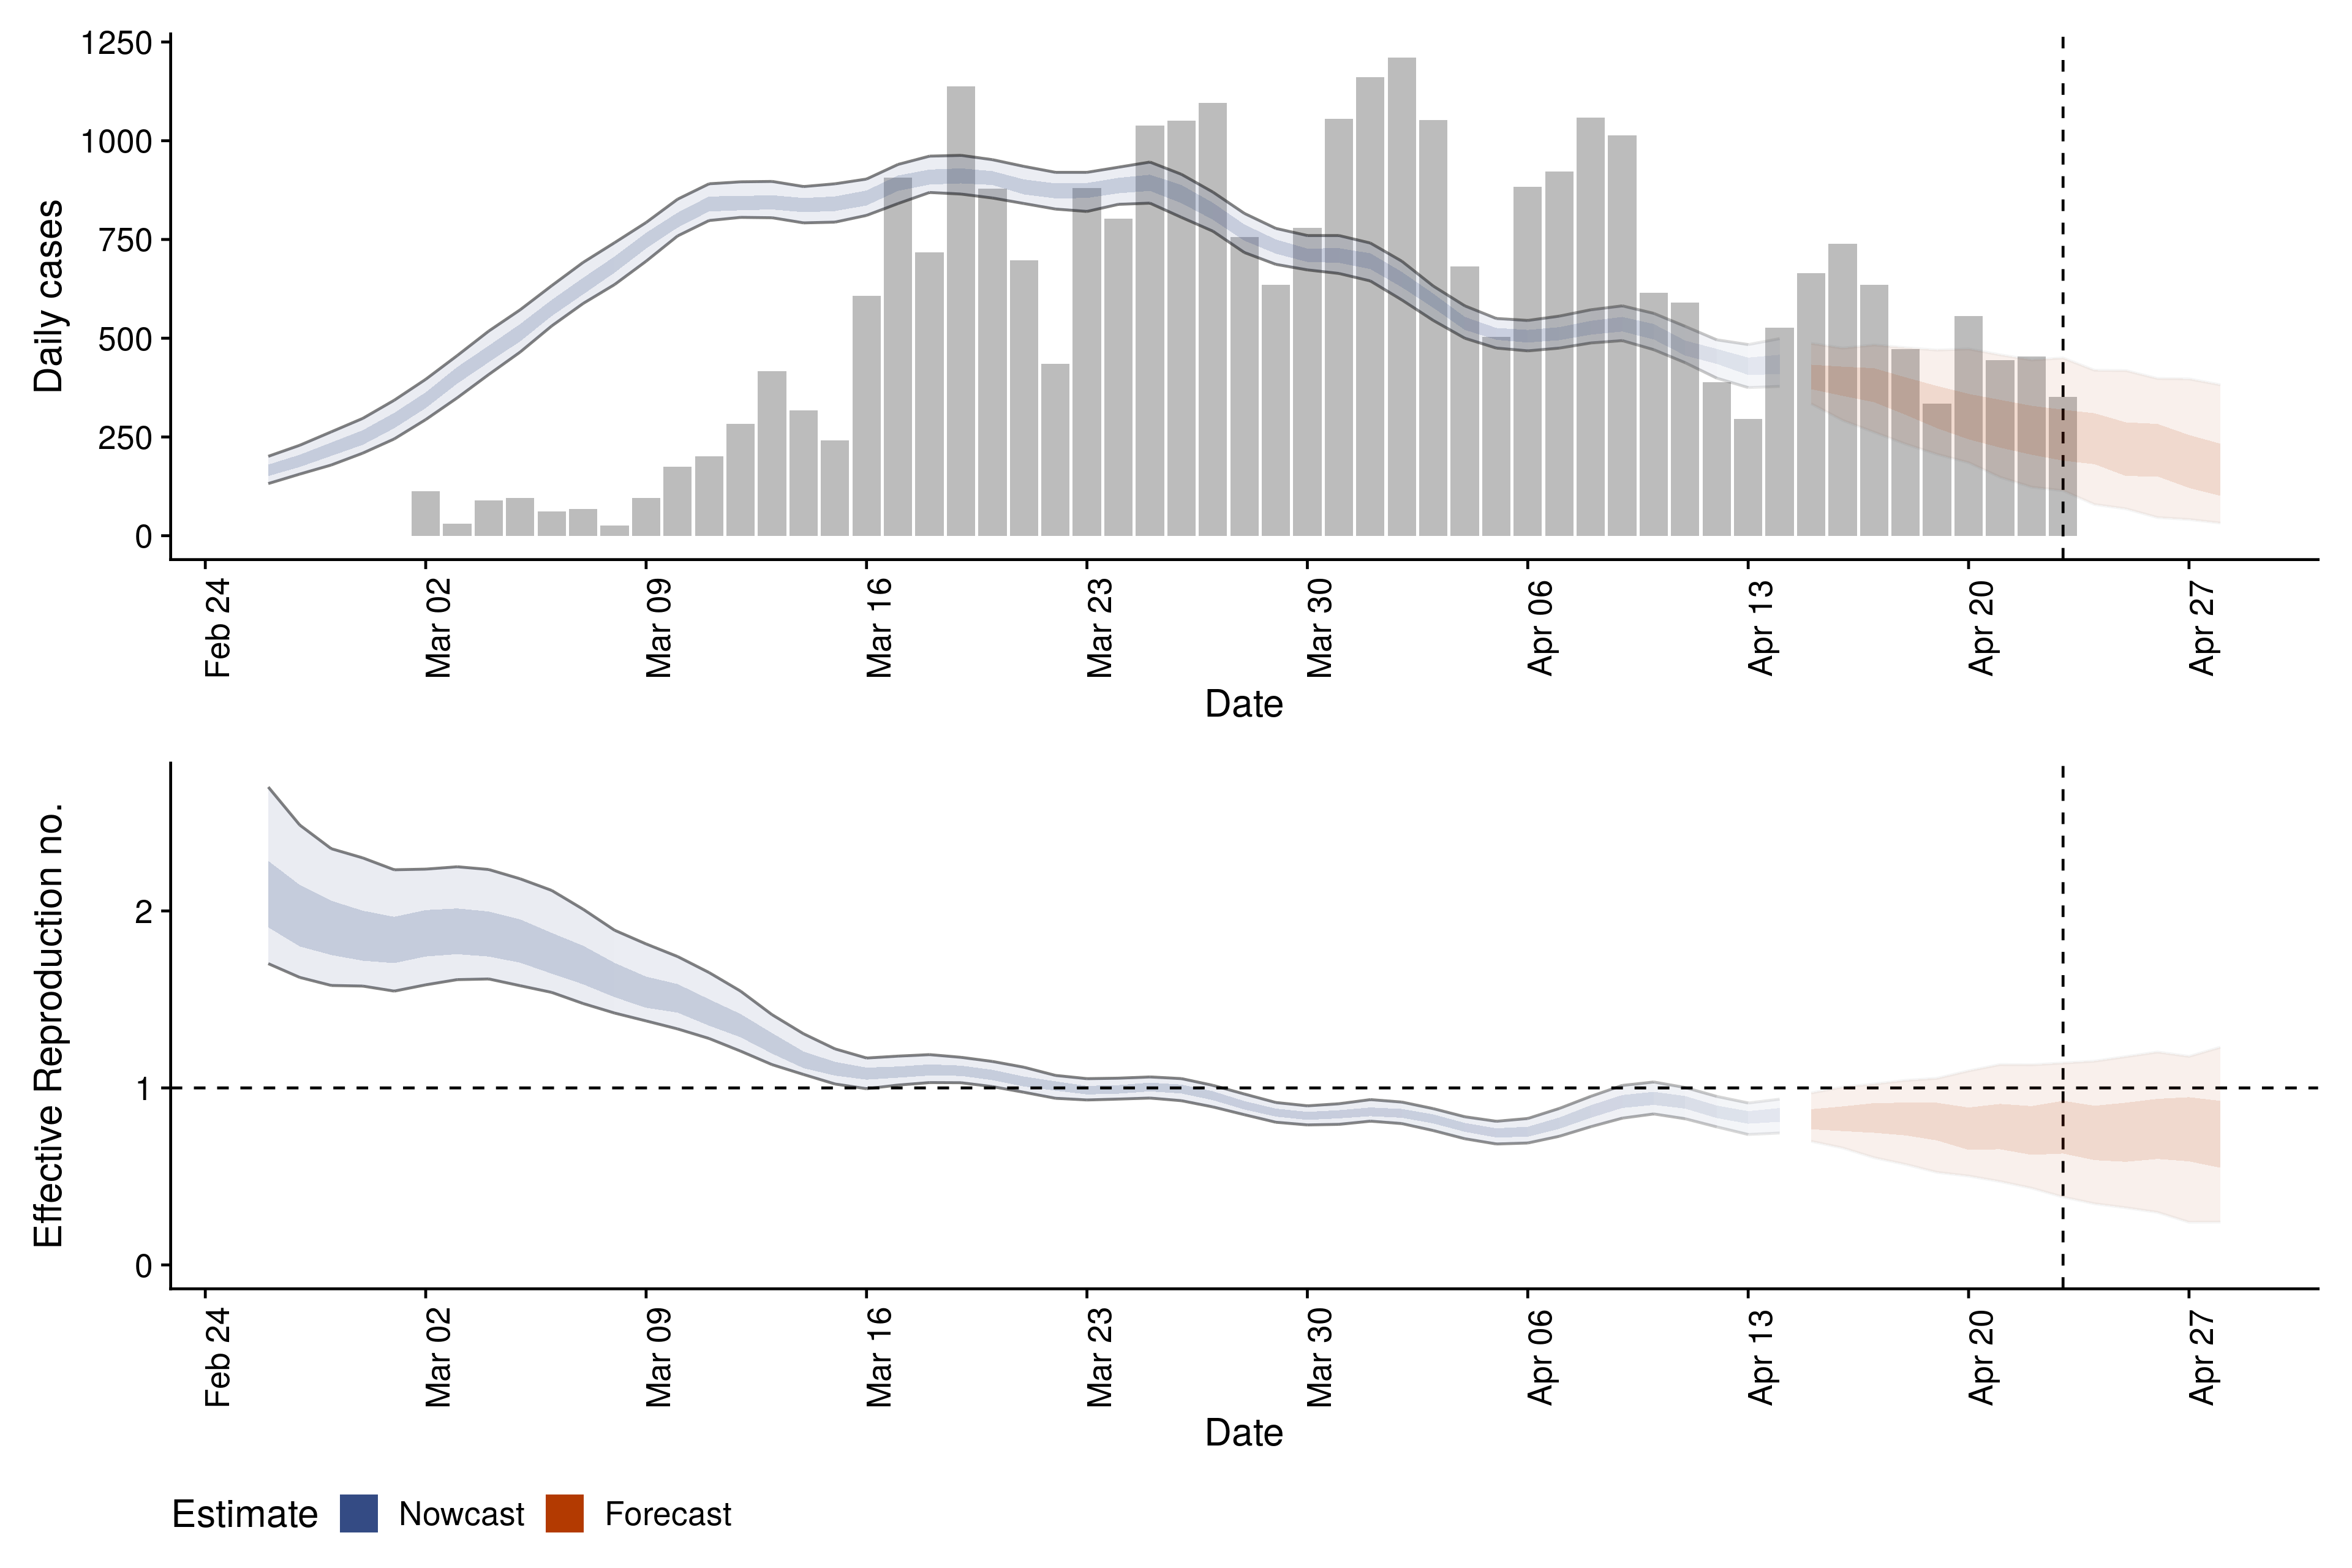 Daily cases
1250
1000
750
500
250
0
Feb 24
Mar 02
Mar 09
Mar 16
Mar 23
Mar 30
Apr 06
Apr 13
Apr 20
Apr 27
Date
Effective Reproduction no.
2
1
0
Feb 24
Mar 02
Mar 09
Mar 16
Mar 23
Mar 30
Apr 06
Apr 13
Apr 20
Apr 27
Date
Estimate Nowcast Forecast